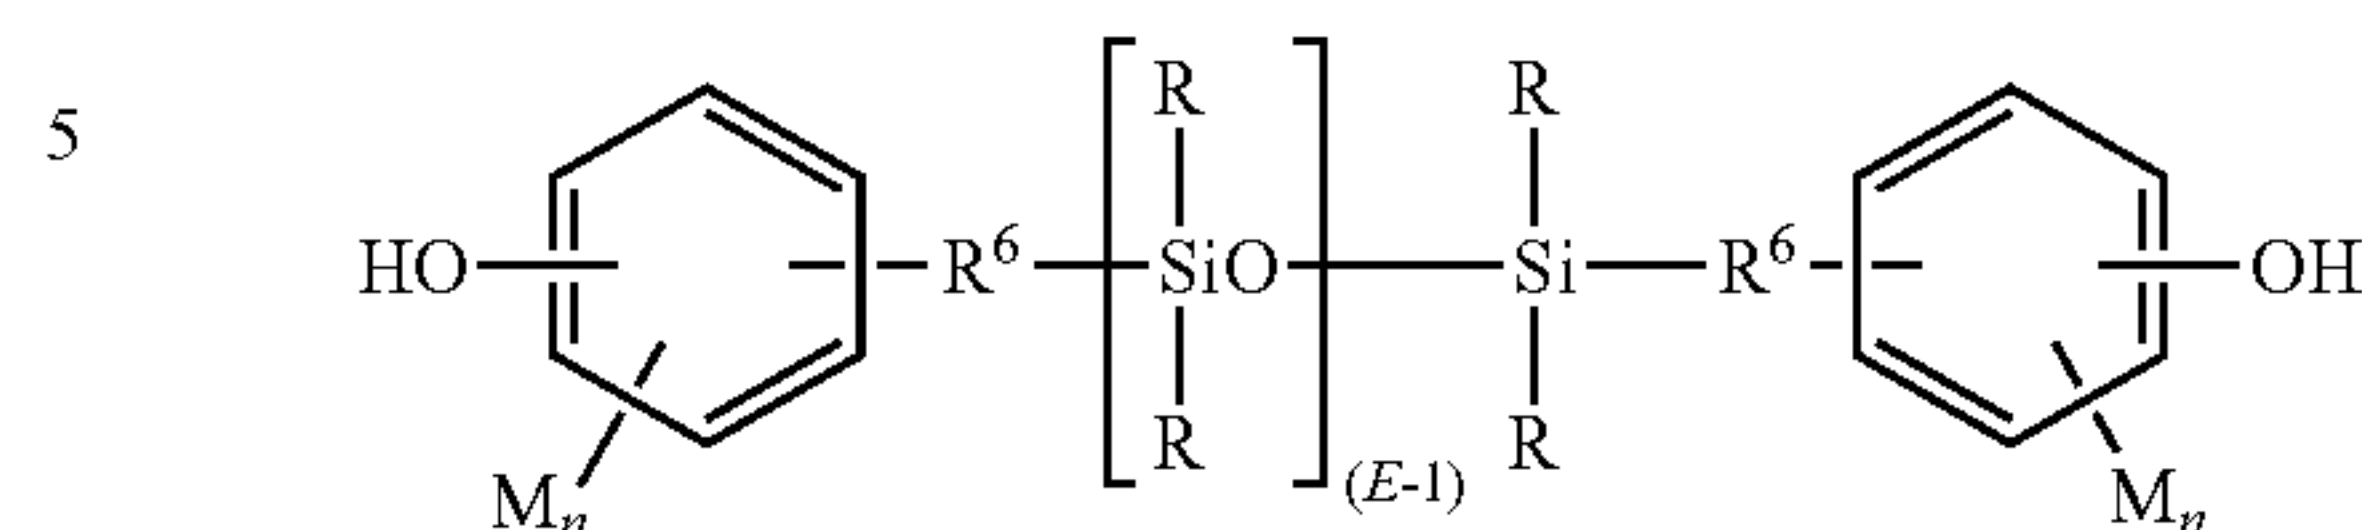 R R
5
HO R⁶ SiO Si R⁶ OH
R R
(E-1)
Mₙ Mₙ